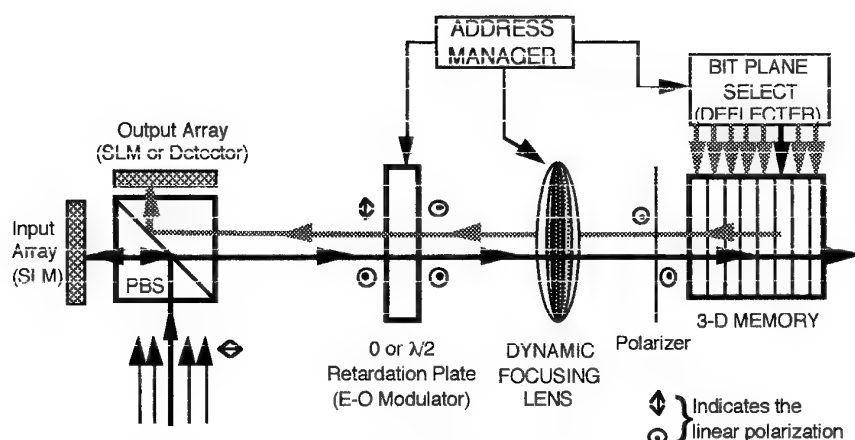 ADDRESS
MANAGER
BIT PLANE
SELECT
(DEFLECTER)
Output Array
(SLM or Detector)
Input
Array
(SLM)
PBS
0 or λ/2
Retardation Plate
(E-O Modulator)
DYNAMIC
FOCUSING
LENS
Polarizer
3-D MEMORY
Indicates the
linear polarization